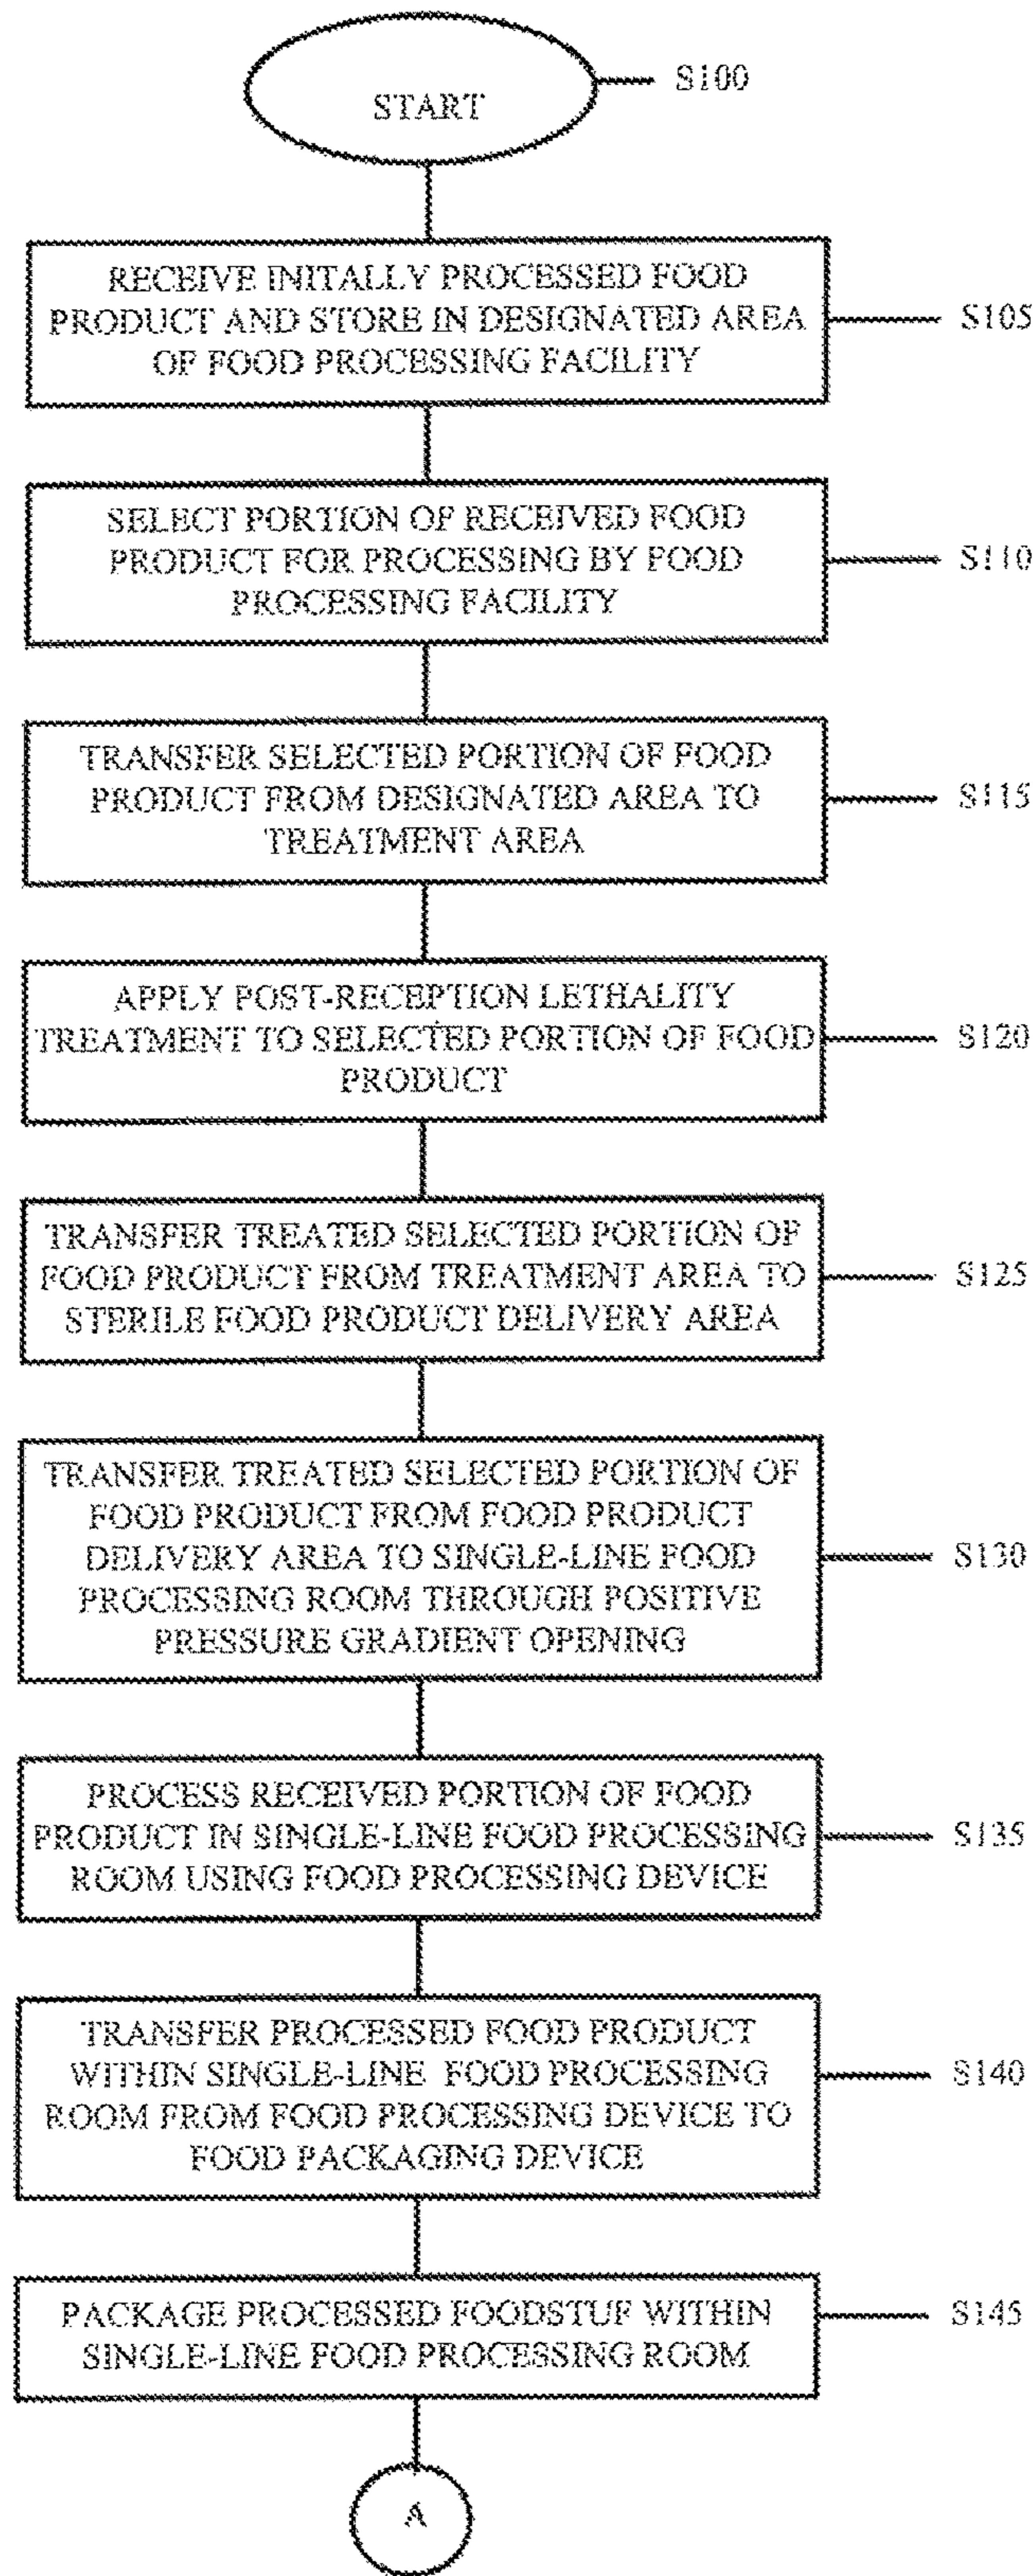 START
S100
RECEIVE INITALLY PROCESSED FOOD
PRODUCT AND STORE IN DESIGNATED AREA
OF FOOD PROCESSING FACILITY
S105
SELECT PORTION OF RECEIVED FOOD
PRODUCT FOR PROCESSING BY FOOD
PROCESSING FACILITY
S110
TRANSFER SELECTED PORTION OF FOOD
PRODUCT FROM DESIGNATED AREA TO
TREATMENT AREA
S115
APPLY POST-RECEPTION LETHALITY
TREATMENT TO SELECTED PORTION OF FOOD
PRODUCT
S120
TRANSFER TREATED SELECTED PORTION OF
FOOD PRODUCT FROM TREATMENT AREA TO
STERILE FOOD PRODUCT DELIVERY AREA
S125
TRANSFER TREATED SELECTED PORTION OF
FOOD PRODUCT FROM FOOD PRODUCT
DELIVERY AREA TO SINGLE-LINE FOOD
PROCESSING ROOM THROUGH POSITIVE
PRESSURE GRADIENT OPENING
S130
PROCESS RECEIVED PORTION OF FOOD
PRODUCT IN SINGLE-LINE FOOD PROCESSING
ROOM USING FOOD PROCESSING DEVICE
S135
TRANSFER PROCESSED FOOD PRODUCT
WITHIN SINGLE-LINE FOOD PROCESSING
ROOM FROM FOOD PROCESSING DEVICE TO
FOOD PACKAGING DEVICE
S140
PACKAGE PROCESSED FOODSTUF WITHIN
SINGLE-LINE FOOD PROCESSING ROOM
S145
A